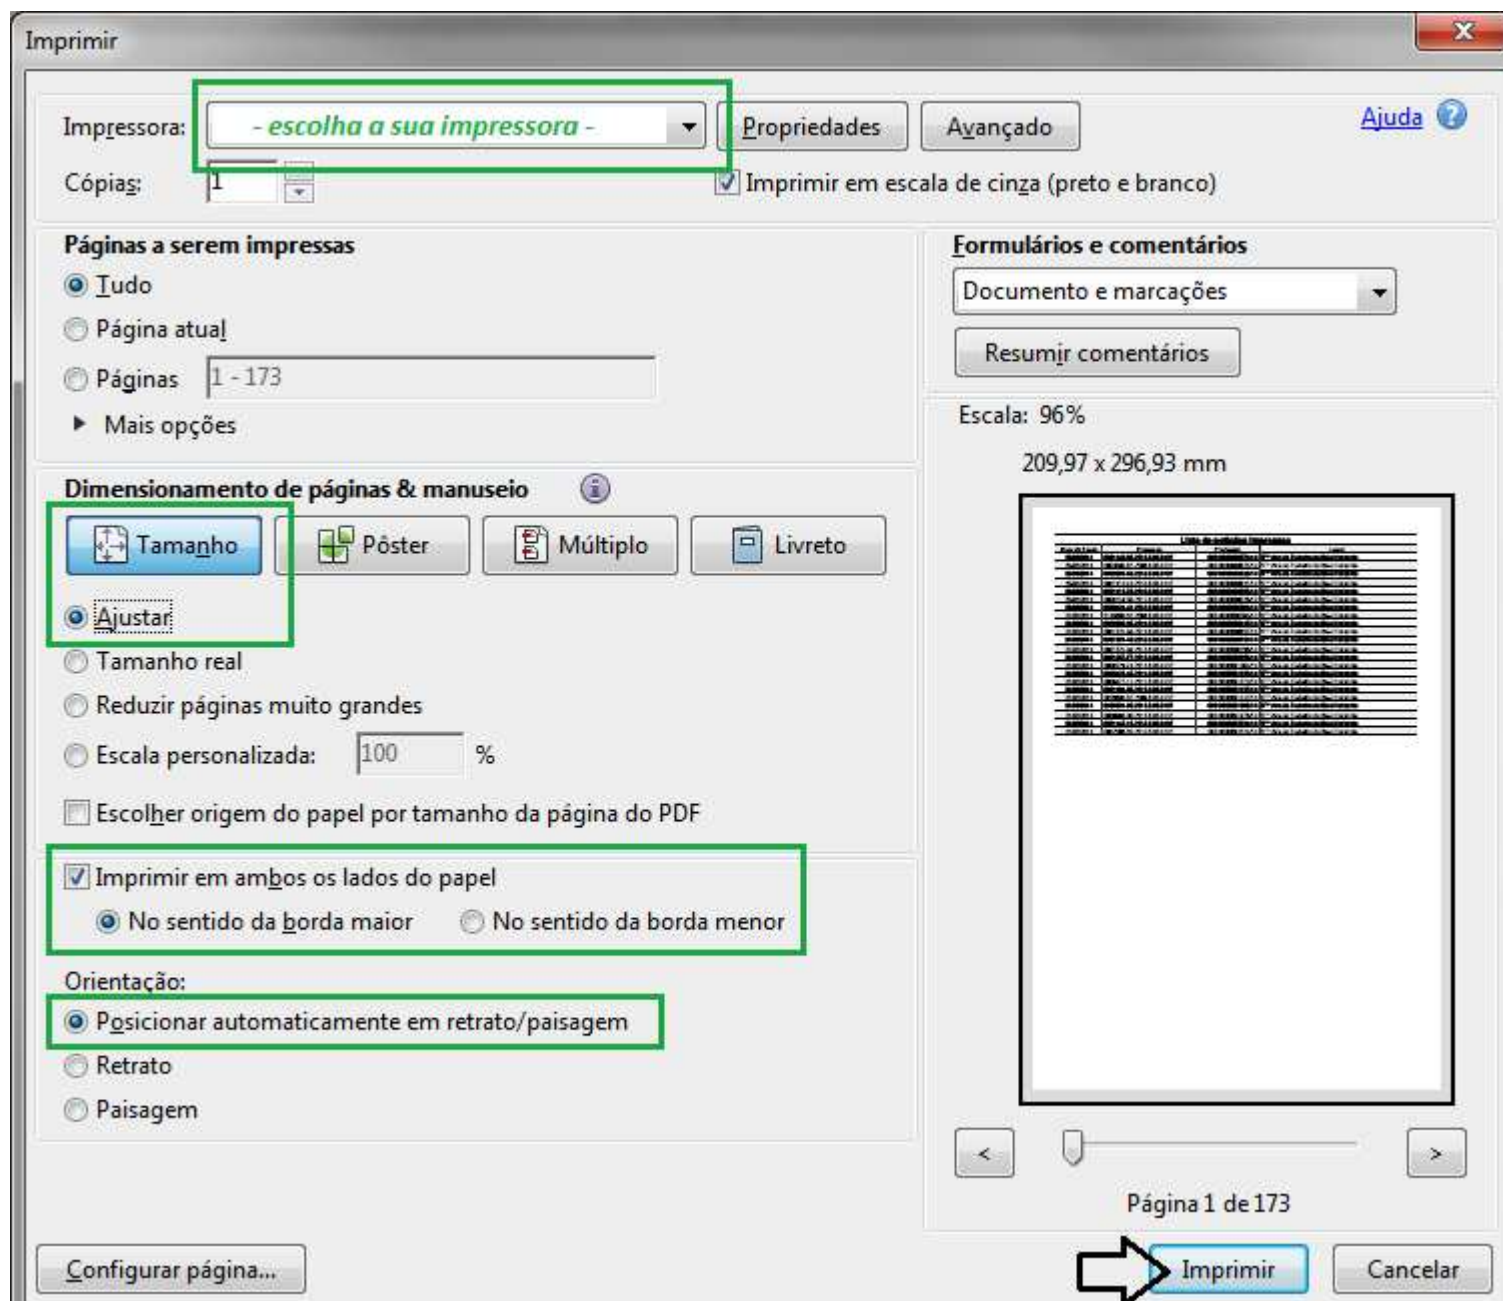 Imprimir
Impressora: - escolha a sua impressora - Propriedades Avançado Ajuda
Cópias: 1 Imprimir em escala de cinza (preto e branco)
Páginas a serem impressas
Tudo
Página atual
Páginas 1 - 173
Mais opções
Formulários e comentários
Documento e marcações
Resumir comentários
Escala: 96%
209,97 x 296,93 mm
Dimensionamento de páginas & manuseio
Tamanho Pôster Múltiplo Livreto
Ajustar
Tamanho real
Reduzir páginas muito grandes
Escala personalizada: 100 %
Escolher origem do papel por tamanho da página do PDF
Imprimir em ambos os lados do papel
No sentido da borda maior No sentido da borda menor
Orientação:
Posicionar automaticamente em retrato/paisagem
Retrato
Paisagem
< >
Página 1 de 173
Configurar página... Imprimir Cancelar